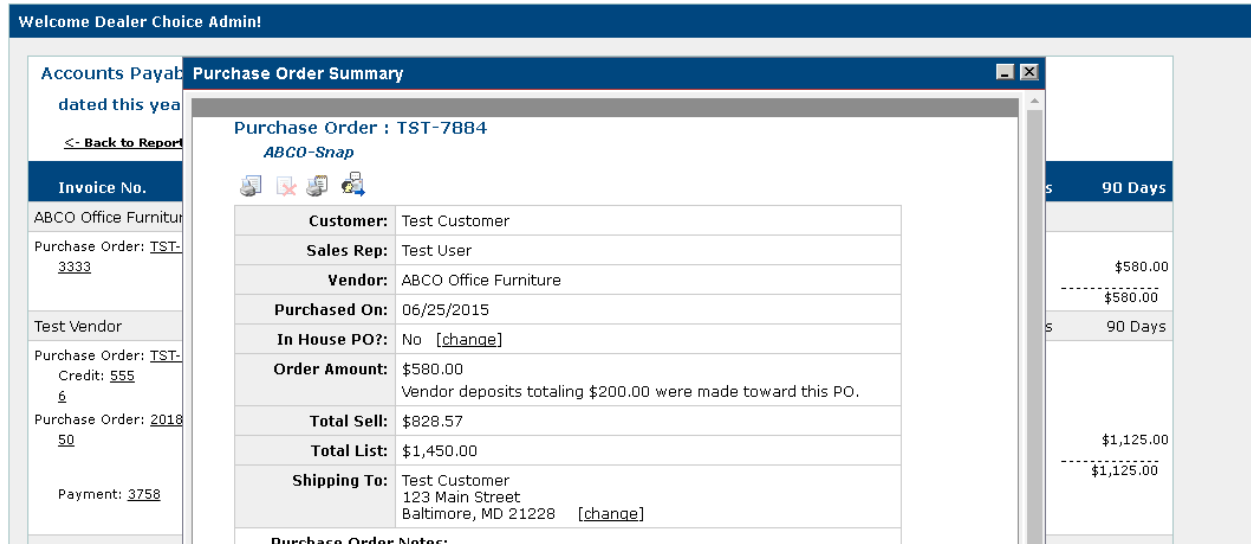 Welcome Dealer Choice Admin!
Accounts Payab
dated this yea
<- Back to Report
Purchase Order Summary
Purchase Order : TST-7884
ABCO-Snap
Customer: Test Customer
Sales Rep: Test User
Vendor: ABCO Office Furniture
Purchased On: 06/25/2015
In House PO?: No [change]
Order Amount: $580.00
Vendor deposits totaling $200.00 were made toward this PO.
Total Sell: $828.57
Total List: $1,450.00
Shipping To: Test Customer
123 Main Street
Baltimore, MD 21228 [change]
Purchase Order Notes:
Invoice No.
s 90 Days
ABCO Office Furnitur
Purchase Order: TST-
3333
$580.00
$580.00
Test Vendor
s 90 Days
Purchase Order: TST-
Credit: 555
6
Purchase Order: 2018
50
$1,125.00
$1,125.00
Payment: 3758